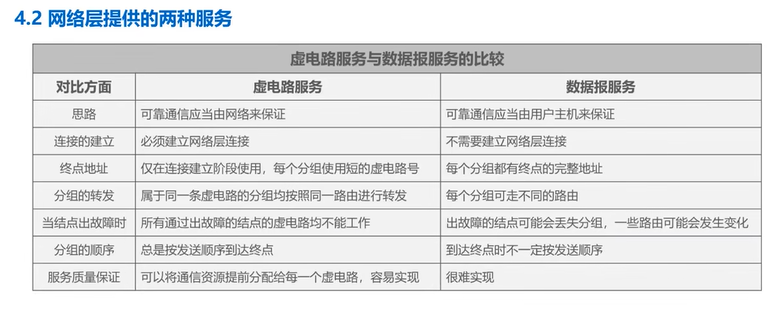 4.2 网络层提供的两种服务
虚电路服务与数据报服务的比较
对比方面 虚电路服务 数据报服务
思路 可靠通信应当由网络来保证 可靠通信应当由用户主机来保证
连接的建立 必须建立网络层连接 不需要建立网络层连接
终点地址 仅在连接建立阶段使用，每个分组使用短的虚电路号 每个分组都有终点的完整地址
分组的转发 属于同一条虚电路的分组均按照同一路由进行转发 每个分组可走不同的路由
当结点出故障时 所有通过出故障的结点的虚电路均不能工作 出故障的结点可能会丢失分组，一些路由可能会发生变化
分组的顺序 总是按发送顺序到达终点 到达终点时不一定按发送顺序
服务质量保证 可以将通信资源提前分配给每一个虚电路，容易实现 很难实现